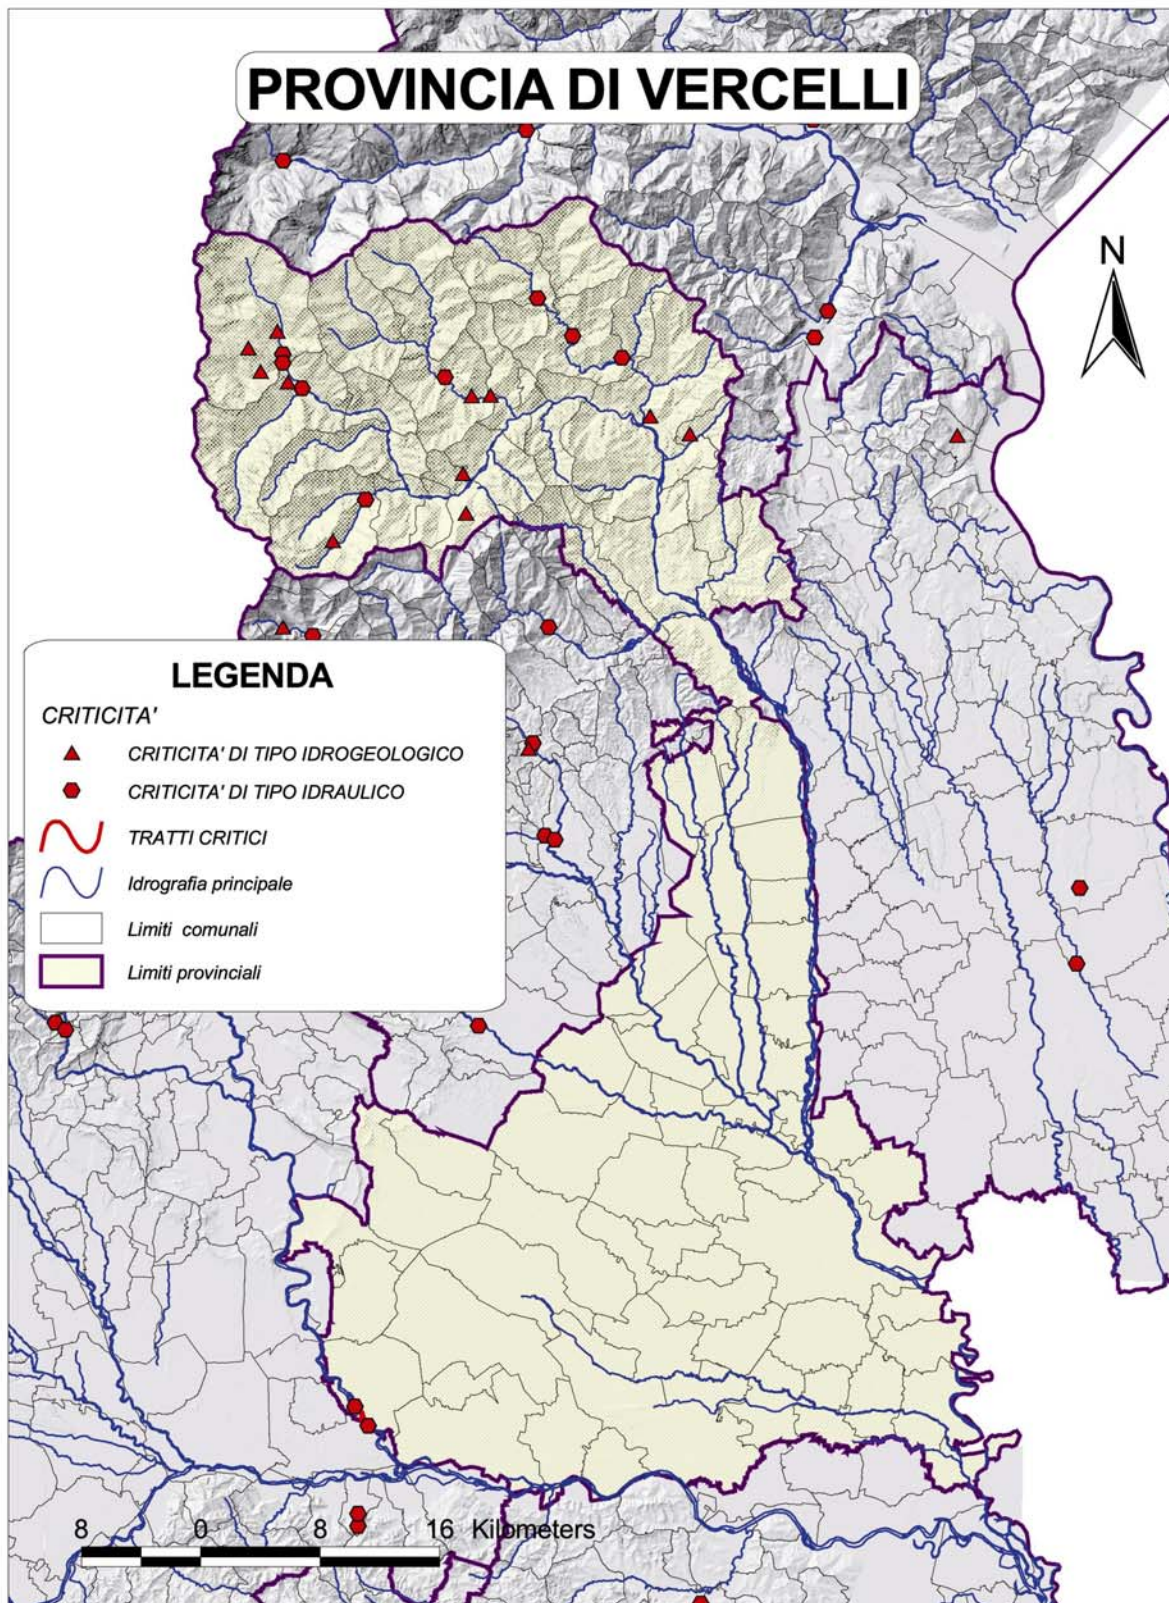 PROVINCIA DI VERCELLI
N
LEGENDA
CRITICITA'
CRITICITA' DI TIPO IDROGEOLOGICO
CRITICITA' DI TIPO IDRAULICO
TRATTI CRITICI
Idrografia principale
Limiti comunali
Limiti provinciali
8 0 8 16 Kilometers